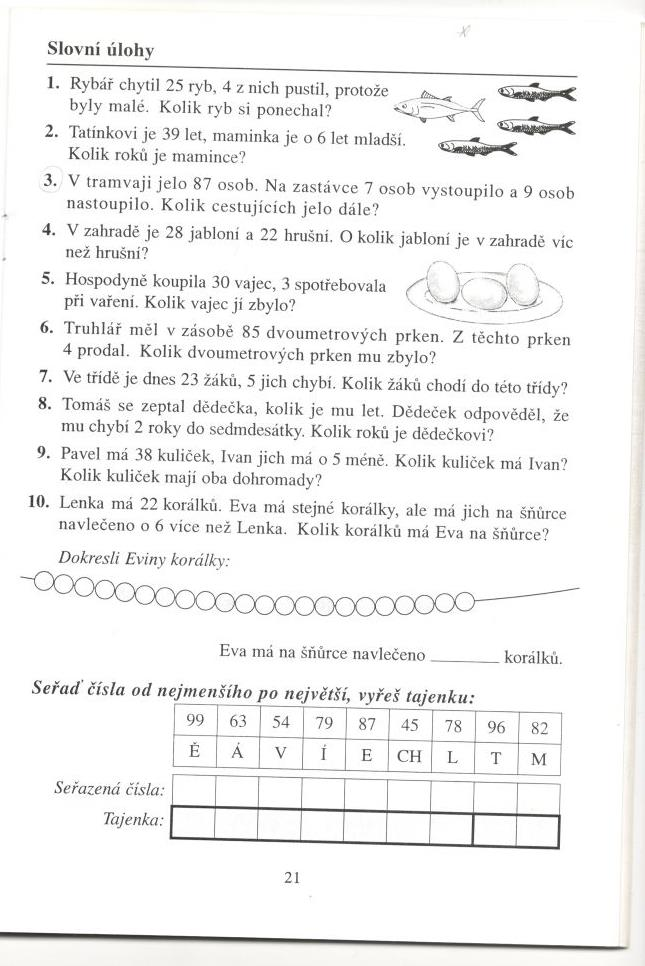 Slovní úlohy
1. Rybář chytil 25 ryb, 4 z nich pustil, protože
byly malé. Kolik ryb si ponechal?
2. Tatínkovi je 39 let, maminka je o 6 let mladší.
Kolik roků je mamince?
3. V tramvaji jelo 87 osob. Na zastávce 7 osob vystoupilo a 9 osob
nastoupilo. Kolik cestujících jelo dále?
4. V zahradě je 28 jabloní a 22 hrušní. O kolik jabloní je v zahradě víc
než hrušní?
5. Hospodyně koupila 30 vajec, 3 spotřebovala
při vaření. Kolik vajec jí zbylo?
6. Truhlář měl v zásobě 85 dvoumetrových prken. Z těchto prken
4 prodal. Kolik dvoumetrových prken mu zbylo?
7. Ve třídě je dnes 23 žáků, 5 jich chybí. Kolik žáků chodí do této třídy?
8. Tomáš se zeptal dědečka, kolik je mu let. Dědeček odpověděl, že
mu chybí 2 roky do sedmdesátky. Kolik roků je dědečkovi?
9. Pavel má 38 kuliček, Ivan jich má o 5 méně. Kolik kuliček má Ivan?
Kolik kuliček mají oba dohromady?
10. Lenka má 22 korálků. Eva má stejné korálky, ale má jich na šňůrce
navlečeno o 6 více než Lenka. Kolik korálků má Eva na šňůrce?
Dokresli Eviny korálky:
Eva má na šňůrce navlečeno ________ korálků.
Seřaď čísla od nejmenšího po největší, vyřeš tajenku:
99 63 54 79 87 45 78 96 82
Ě Á V Í E CH L T M
Seřazená čísla:
Tajenka:
21